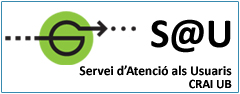 S@U
Servei d'Atenció als Usuaris
CRAI UB